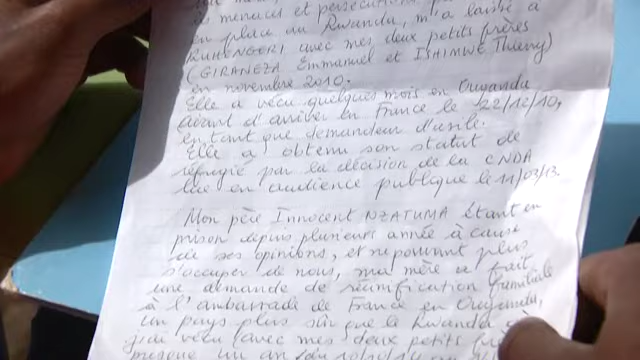 menaces et persécutions
en place au Rwanda, m'a laissé à
RUHENGERI avec mes deux petits frères
(GIRANEZA Emmanuel et ISHIMWE Thierry)
en novembre 2010.
Elle a vécu quelques mois en Ouganda
avant d'arriver en France le 22/12/10,
en tant que demandeur d'asile.
Elle a obtenu son statut de
réfugié par la décision de la CNDA
lue en audience publique le 11/03/13.
Mon père Innocent NZATUMA étant en
prison depuis plusieurs année à cause
de ses opinions, et ne pouvant plus
s'occuper de nous, ma mère a fait
une demande de réunification familiale
à l'ambassade de France en Ouganda,
un pays plus sûr que le Rwanda où
j'ai vécu (avec mes deux petits
presque un an